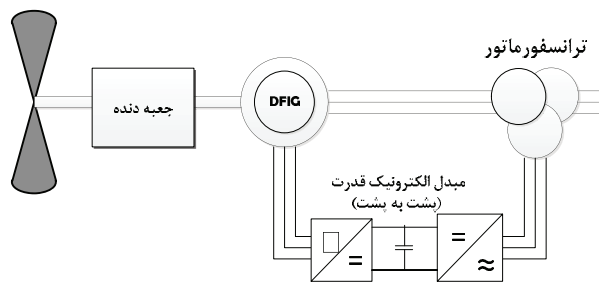 ترانسفورماتور
جعبه دنده
DFIG
مبدل الکترونیک قدرت
(پشت به پشت)
=
=
≈